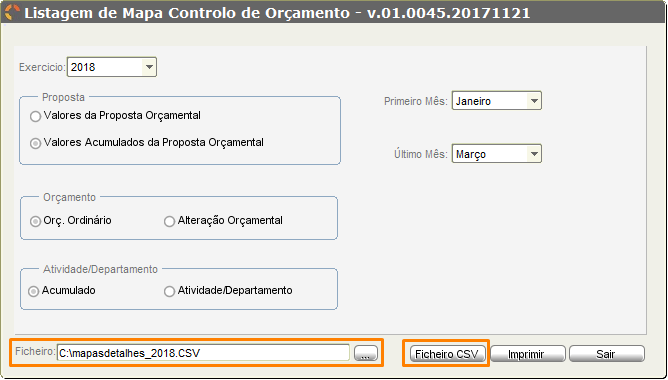 Listagem de Mapa Controlo de Orçamento - v.01.0045.20171121
Exercicio: 2018
Proposta
Valores da Proposta Orçamental
Valores Acumulados da Proposta Orçamental
Primeiro Mês: Janeiro
Último Mês: Março
Orçamento
Orç. Ordinário Alteração Orçamental
Atividade/Departamento
Acumulado Atividade/Departamento
Ficheiro: C:\mapasdetalhes_2018.CSV ... Ficheiro CSV Imprimir Sair